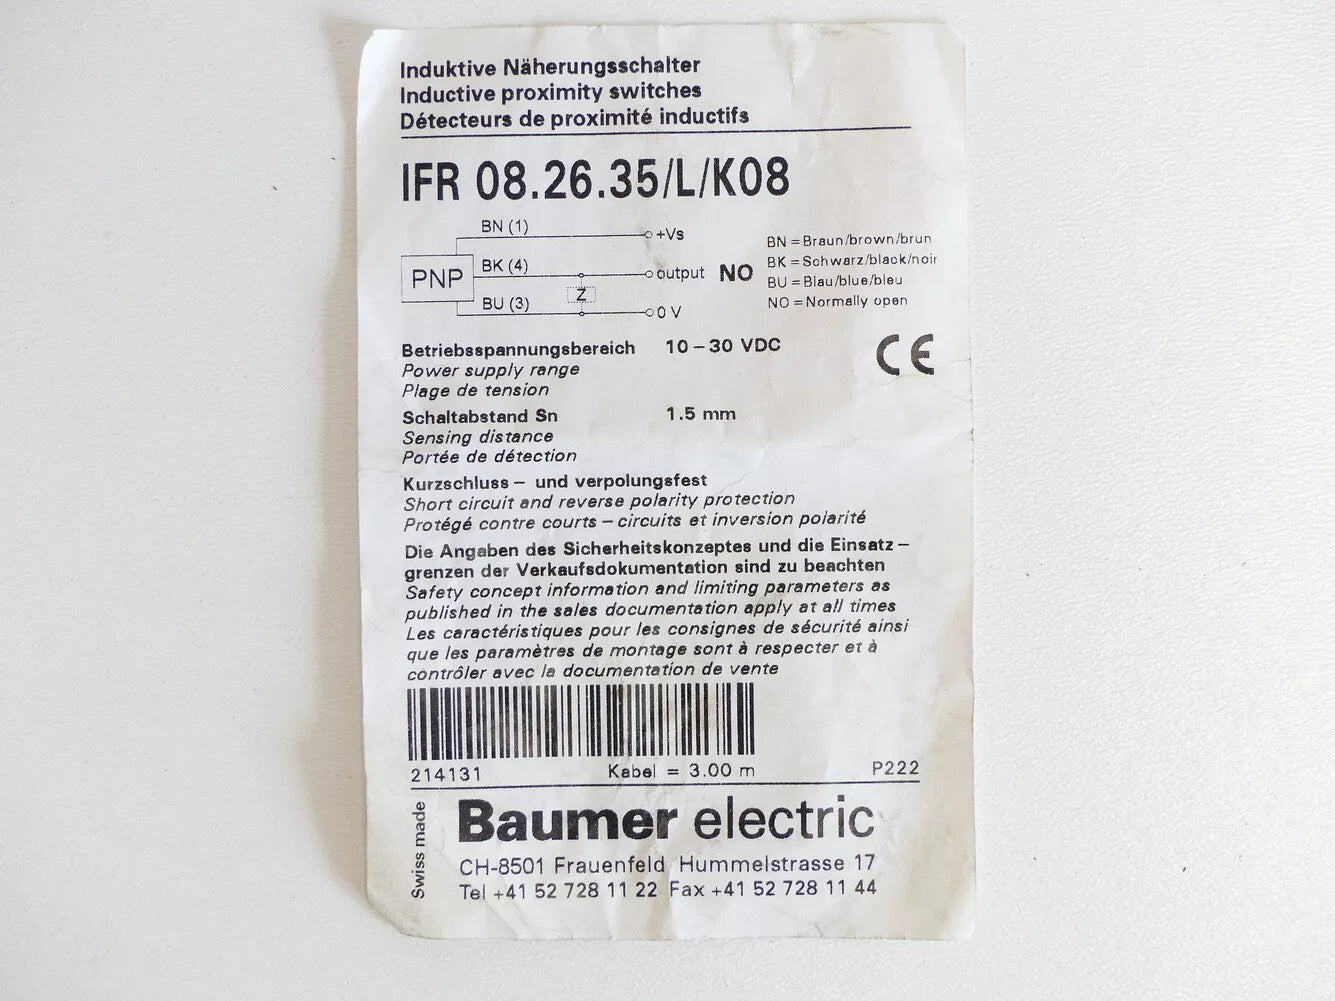 Induktive Näherungsschalter
Inductive proximity switches
Détecteurs de proximité inductifs
IFR 08.26.35/L/K08
BN (1) +Vs
PNP BK (4) output NO
Z
BU (3) 0 V
BN = Braun/brown/brun
BK = Schwarz/black/noir
BU = Blau/blue/bleu
NO = Normally open
Betriebsspannungsbereich 10 – 30 VDC
Power supply range
Plage de tension
CE
Schaltabstand Sn 1.5 mm
Sensing distance
Portée de détection
Kurzschluss – und verpolungsfest
Short circuit and reverse polarity protection
Protégé contre courts – circuits et inversion polarité
Die Angaben des Sicherheitskonzeptes und die Einsatz –
grenzen der Verkaufsdokumentation sind zu beachten
Safety concept information and limiting parameters as
published in the sales documentation apply at all times
Les caractéristiques pour les consignes de sécurité ainsi
que les paramètres de montage sont à respecter et à
contrôler avec la documentation de vente
214131 Kabel = 3.00 m P222
Swiss made
Baumer electric
CH-8501 Frauenfeld Hummelstrasse 17
Tel +41 52 728 11 22 Fax +41 52 728 11 44